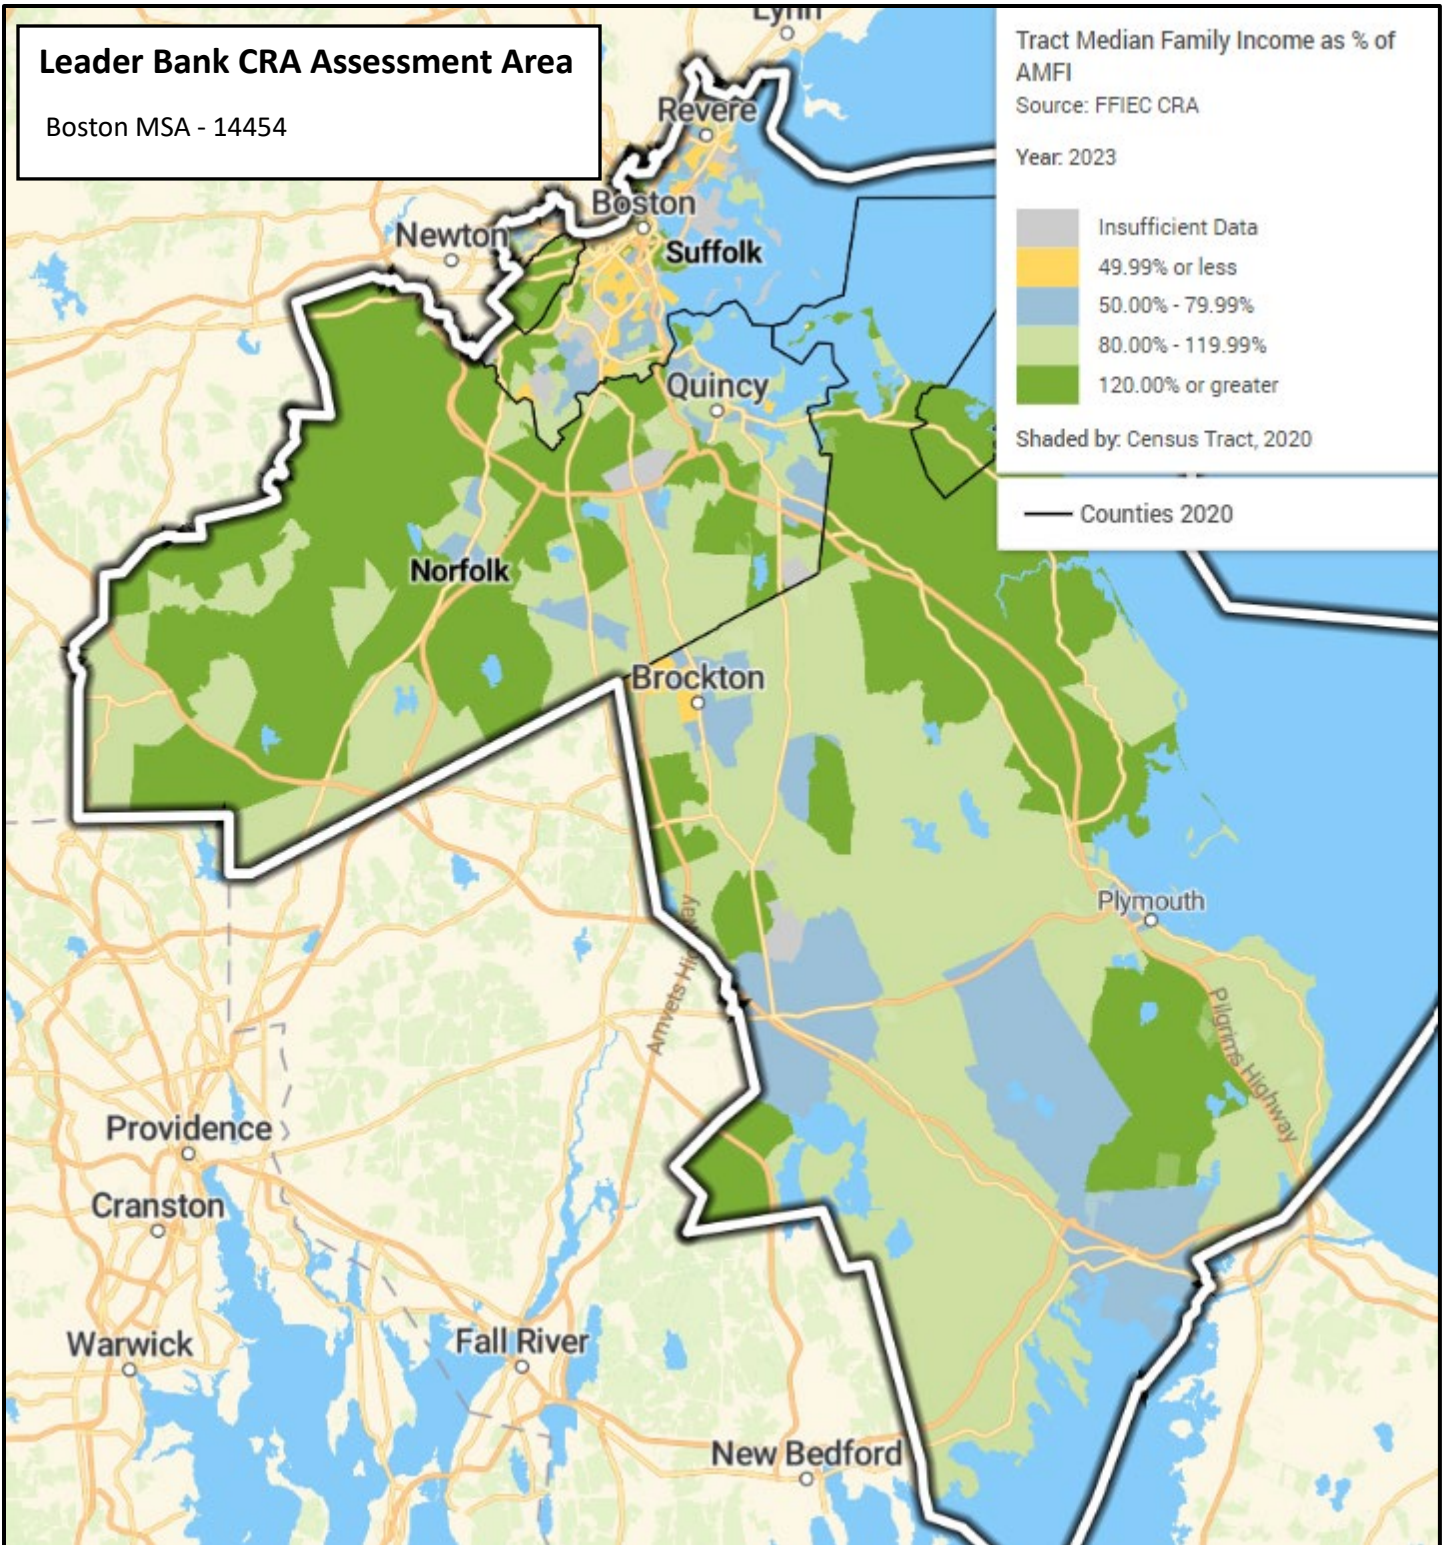 Lynn
Leader Bank CRA Assessment Area
Boston MSA - 14454
Tract Median Family Income as % of
AMFI
Source: FFIEC CRA
Year: 2023
Insufficient Data
49.99% or less
50.00% - 79.99%
80.00% - 119.99%
120.00% or greater
Shaded by: Census Tract, 2020
Counties 2020
Revere
Boston
Newton
Suffolk
Quincy
Norfolk
Brockton
Plymouth
Amvets Highway
Pilgrims Highway
Providence
Cranston
Warwick
Fall River
New Bedford